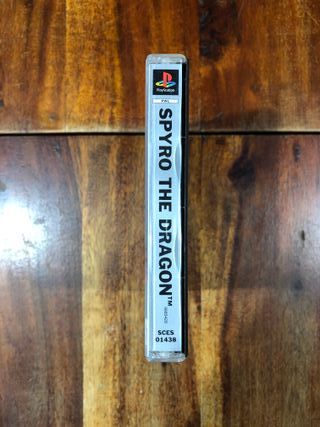 PlayStation
PAL
SPYRO THE DRAGON™
SCES
01438